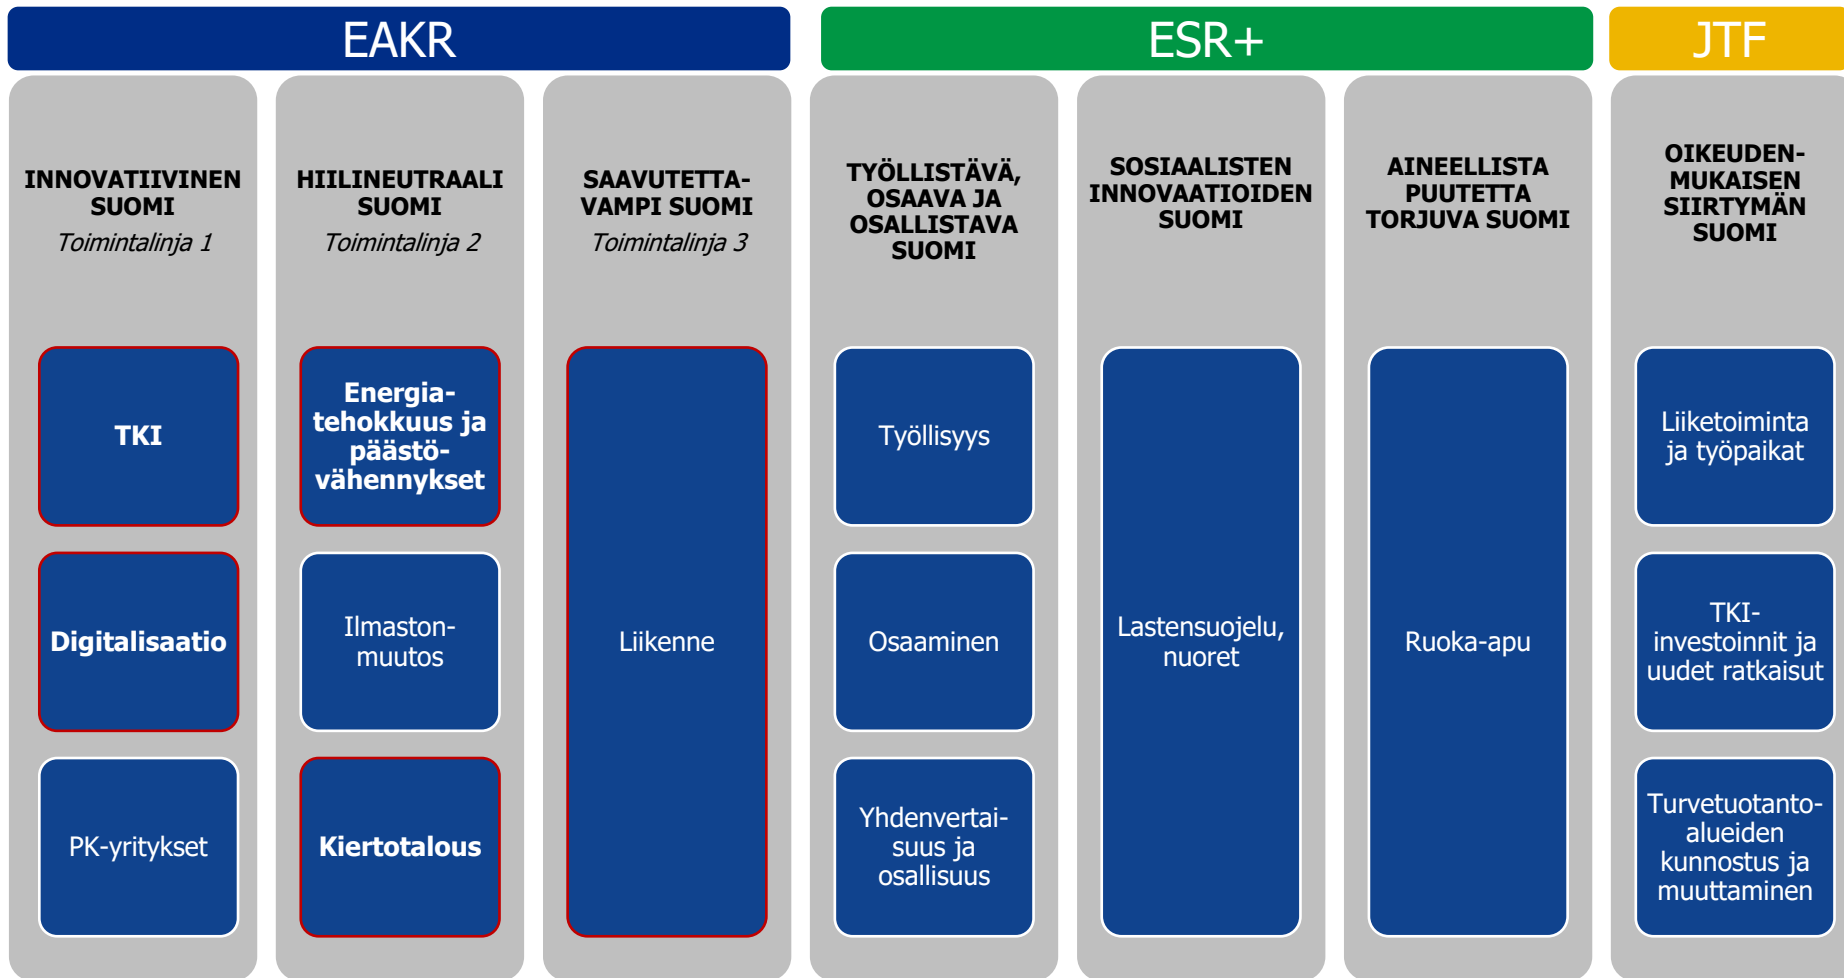 EAKR
INNOVATIIVINEN
SUOMI
Toimintalinja 1
TKI
Digitalisaatio
PK-yritykset
HIILINEUTRAALI
SUOMI
Toimintalinja 2
Energia-
tehokkuus ja
päästö-
vähennykset
Ilmaston-
muutos
Kiertotalous
SAAVUTETTA-
VAMPI SUOMI
Toimintalinja 3
Liikenne
ESR+
TYÖLLISTÄVÄ,
OSAAVA JA
OSALLISTAVA
SUOMI
Työllisyys
Osaaminen
Yhdenvertai-
suus ja
osallisuus
SOSIAALISTEN
INNOVAATIOIDEN
SUOMI
Lastensuojelu,
nuoret
AINEELLISTA
PUUTETTA
TORJUVA SUOMI
Ruoka-apu
JTF
OIKEUDEN-
MUKAISEN
SIIRTYMÄN
SUOMI
Liiketoiminta
ja työpaikat
TKI-
investoinnit ja
uudet ratkaisut
Turvetuotanto-
alueiden
kunnostus ja
muuttaminen